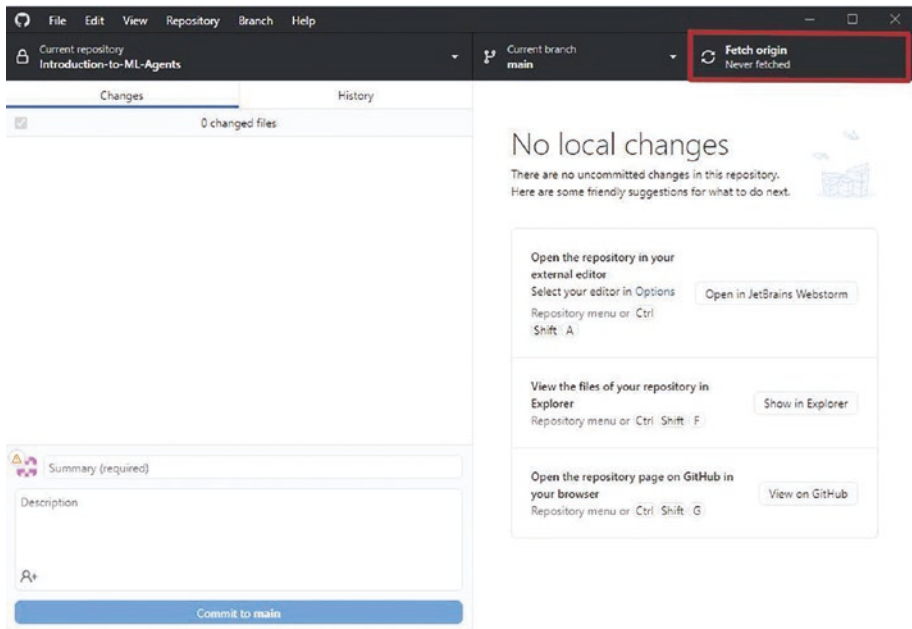 File Edit View Repository Branch Help
Current repository
Introduction-to-ML-Agents
Current branch
main
Fetch origin
Never fetched
Changes History
0 changed files
No local changes
There are no uncommitted changes in this repository.
Here are some friendly suggestions for what to do next.
Open the repository in your
external editor
Select your editor in Options
Repository menu or Ctrl
Shift A
Open in JetBrains Webstorm
View the files of your repository in
Explorer
Repository menu or Ctrl Shift F
Show in Explorer
Open the repository page on GitHub in
your browser
Repository menu or Ctrl Shift G
View on GitHub
Summary (required)
Description
Commit to main